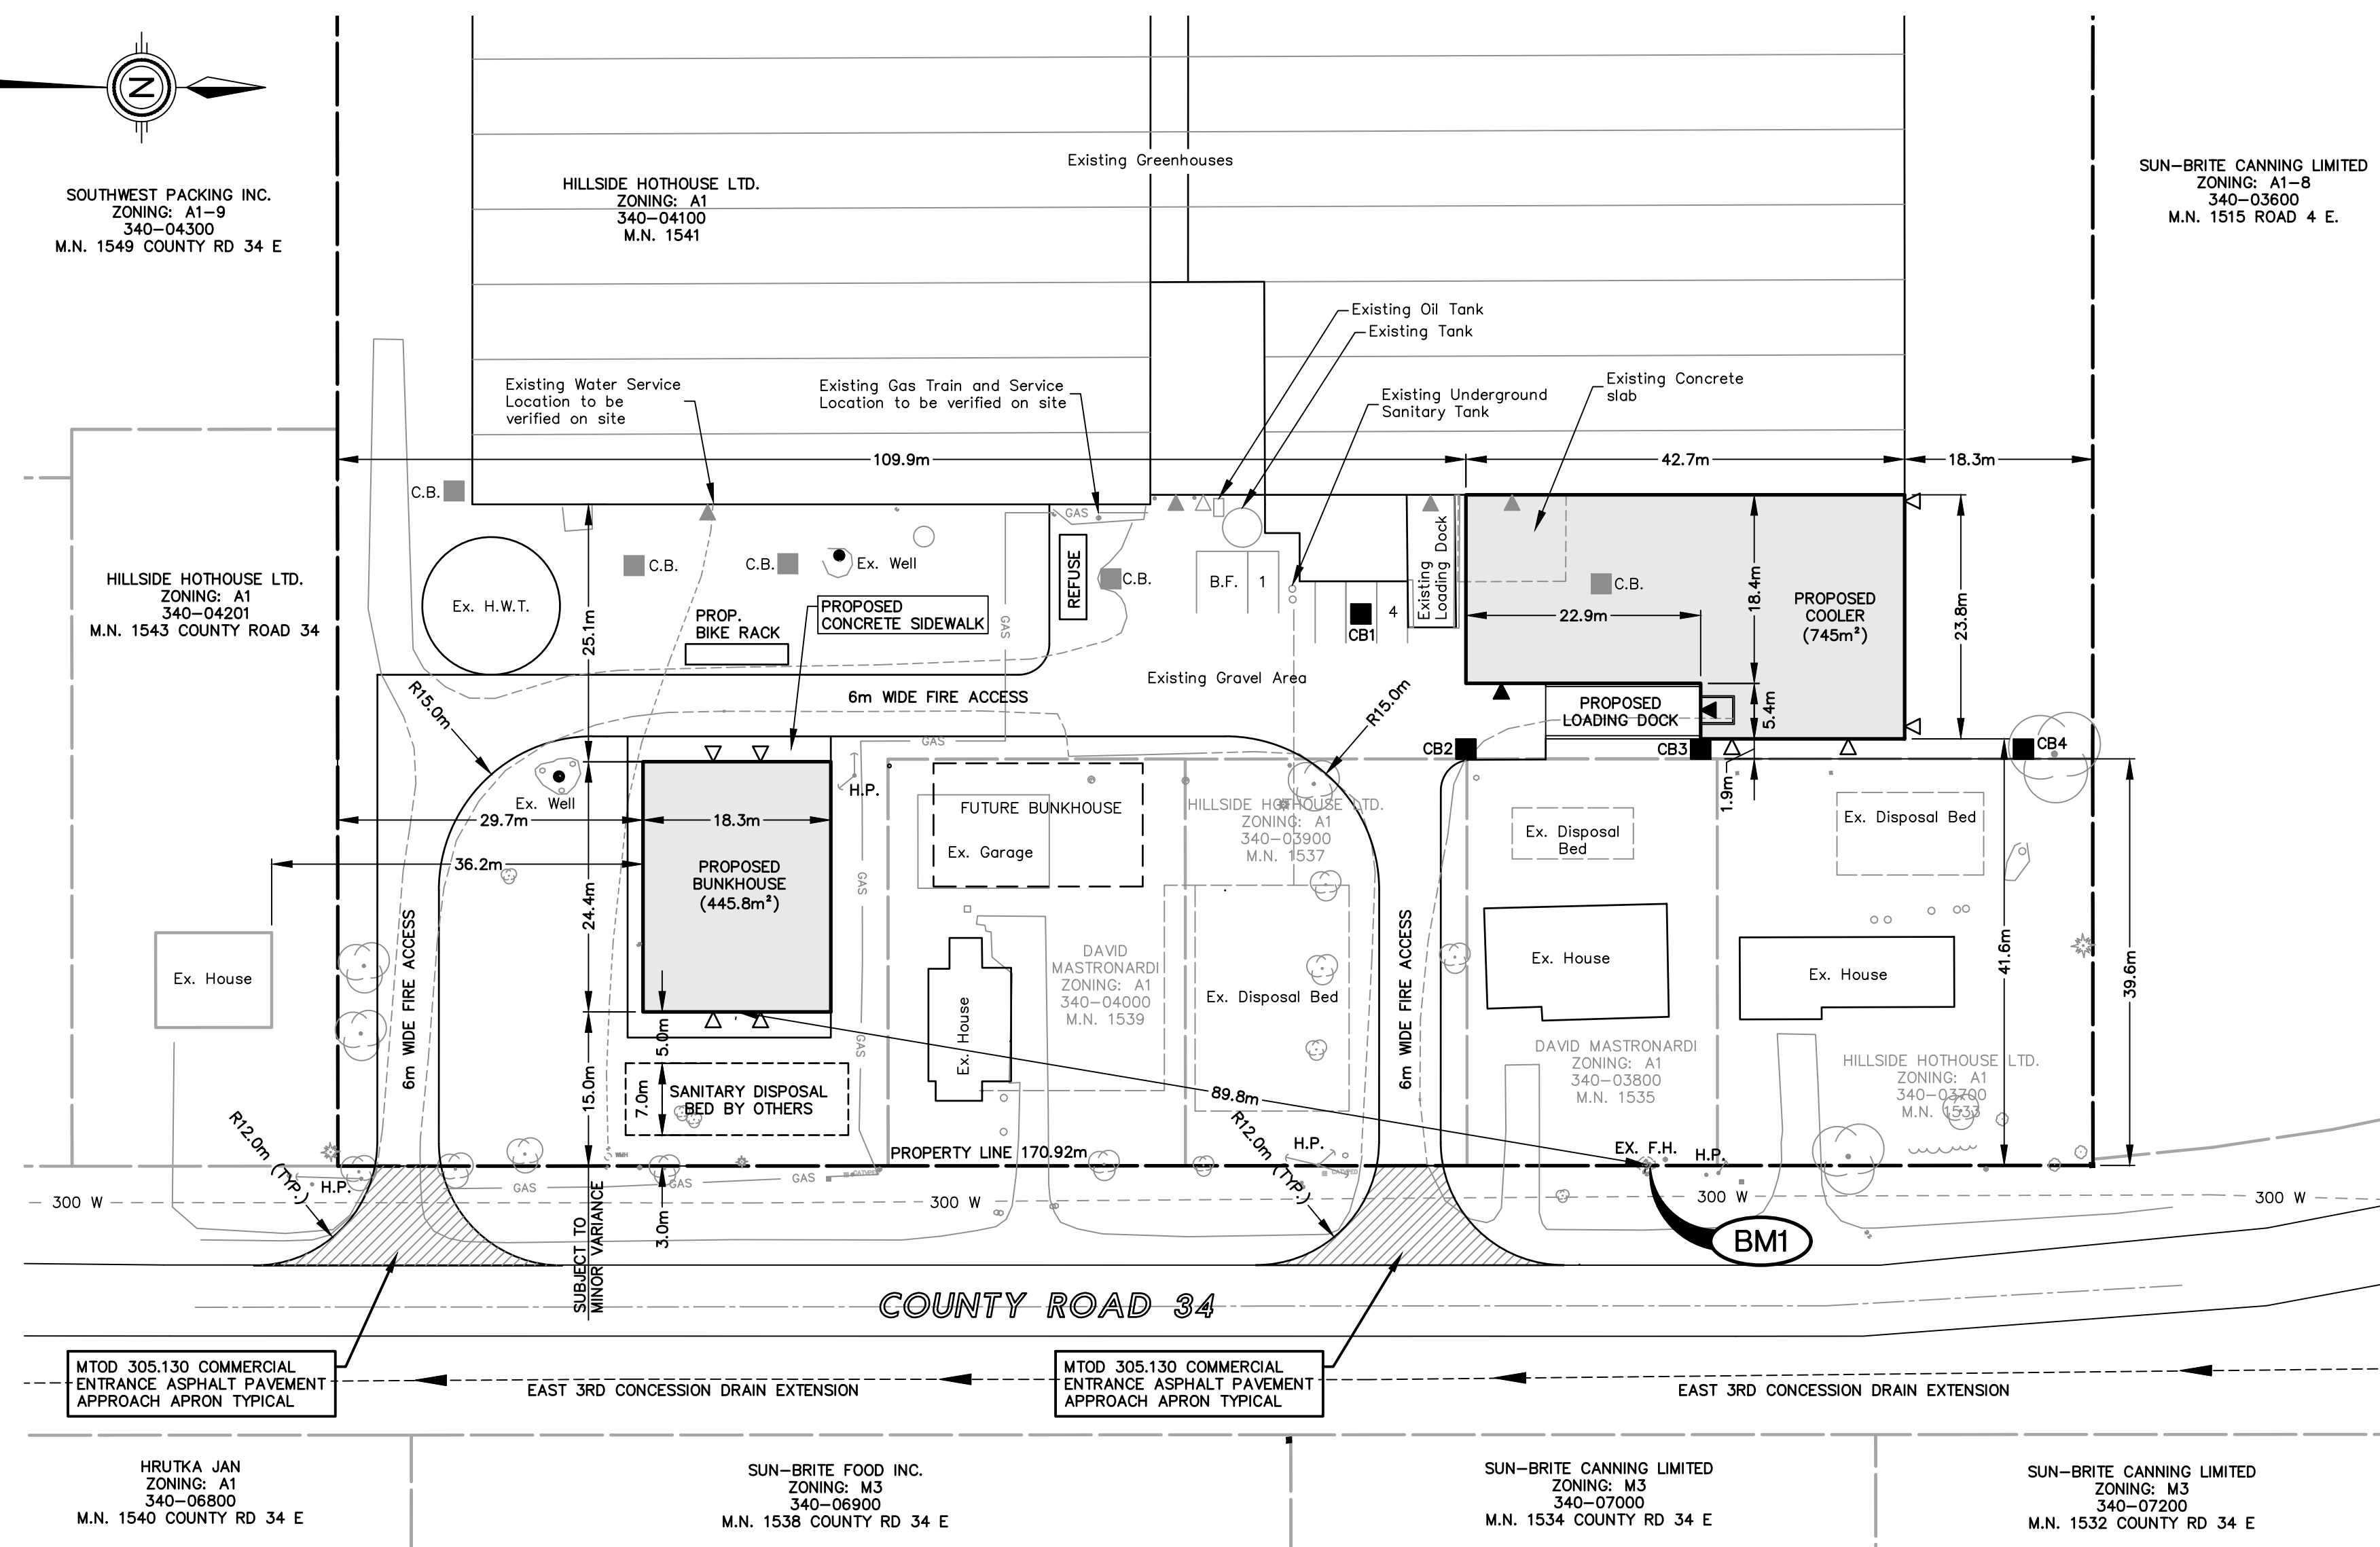 N
SOUTHWEST PACKING INC.
ZONING: A1-9
340-04300
M.N. 1549 COUNTY RD 34 E
HILLSIDE HOTHOUSE LTD.
ZONING: A1
340-04100
M.N. 1541
Existing Greenhouses
SUN-BRITE CANNING LIMITED
ZONING: A1-8
340-03600
M.N. 1515 ROAD 4 E.
Existing Oil Tank
Existing Tank
Existing Water Service
Location to be
verified on site
Existing Gas Train and Service
Location to be verified on site
Existing Underground
Sanitary Tank
Existing Concrete
slab
109.9m
42.7m
18.3m
C.B.
GAS
HILLSIDE HOTHOUSE LTD.
ZONING: A1
340-04201
M.N. 1543 COUNTY ROAD 34
Ex. H.W.T.
25.1m
C.B.
C.B.
Ex. Well
REFUSE
C.B.
B.F.
1
4
CB1
Existing
Loading Dock
C.B.
22.9m
18.4m
PROPOSED
COOLER
(745m²)
23.8m
PROP.
BIKE RACK
PROPOSED
CONCRETE SIDEWALK
GAS
Existing Gravel Area
6m WIDE FIRE ACCESS
R15.0m
R15.0m
PROPOSED
LOADING DOCK
5.4m
GAS
CB2
CB3
CB4
1.9m
Ex. Well
H.P.
29.7m
18.3m
36.2m
FUTURE BUNKHOUSE
Ex. Garage
HILLSIDE HOTHOUSE LTD.
ZONING: A1
340-03900
M.N. 1537
Ex. Disposal
Bed
Ex. Disposal Bed
PROPOSED
BUNKHOUSE
(445.8m²)
GAS
24.4m
6m WIDE FIRE ACCESS
Ex. House
DAVID
MASTRONARDI
ZONING: A1
340-04000
M.N. 1539
Ex. House
Ex. Disposal Bed
6m WIDE FIRE ACCESS
Ex. House
Ex. House
41.6m
39.6m
5.0m
GAS
15.0m
7.0m
SANITARY DISPOSAL
BED BY OTHERS
89.8m
DAVID MASTRONARDI
ZONING: A1
340-03800
M.N. 1535
HILLSIDE HOTHOUSE LTD.
ZONING: A1
340-03700
M.N. 1533
R12.0m (TYP.)
R12.0m (TYP.)
PROPERTY LINE 170.92m
H.P.
EX. F.H.
H.P.
H.P.
GAS
GAS
GAS
300 W
300 W
300 W
300 W
3.0m
SUBJECT TO
MINOR VARIANCE
BM1
COUNTY ROAD 34
MTOD 305.130 COMMERCIAL
ENTRANCE ASPHALT PAVEMENT
APPROACH APRON TYPICAL
EAST 3RD CONCESSION DRAIN EXTENSION
MTOD 305.130 COMMERCIAL
ENTRANCE ASPHALT PAVEMENT
APPROACH APRON TYPICAL
EAST 3RD CONCESSION DRAIN EXTENSION
HRUTKA JAN
ZONING: A1
340-06800
M.N. 1540 COUNTY RD 34 E
SUN-BRITE FOOD INC.
ZONING: M3
340-06900
M.N. 1538 COUNTY RD 34 E
SUN-BRITE CANNING LIMITED
ZONING: M3
340-07000
M.N. 1534 COUNTY RD 34 E
SUN-BRITE CANNING LIMITED
ZONING: M3
340-07200
M.N. 1532 COUNTY RD 34 E